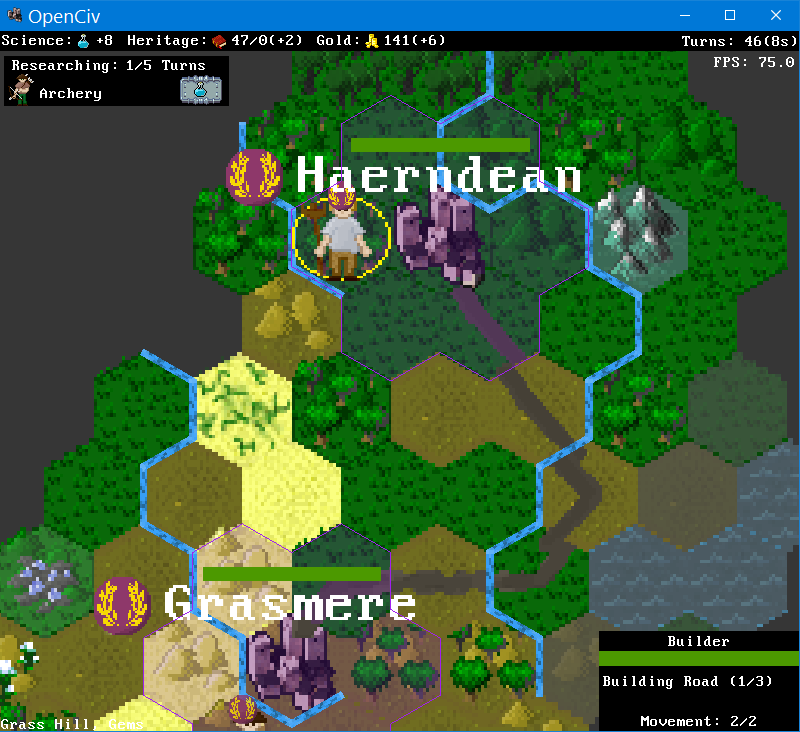 OpenCiv
Science: +8 Heritage: 47/0(+2) Gold: 141(+6) Turns: 46(8s)
Researching: 1/5 Turns
FPS: 75.0
Archery
Haerndean
Grasmere
Builder
Building Road (1/3)
Movement: 2/2
Grass Hill, Gems